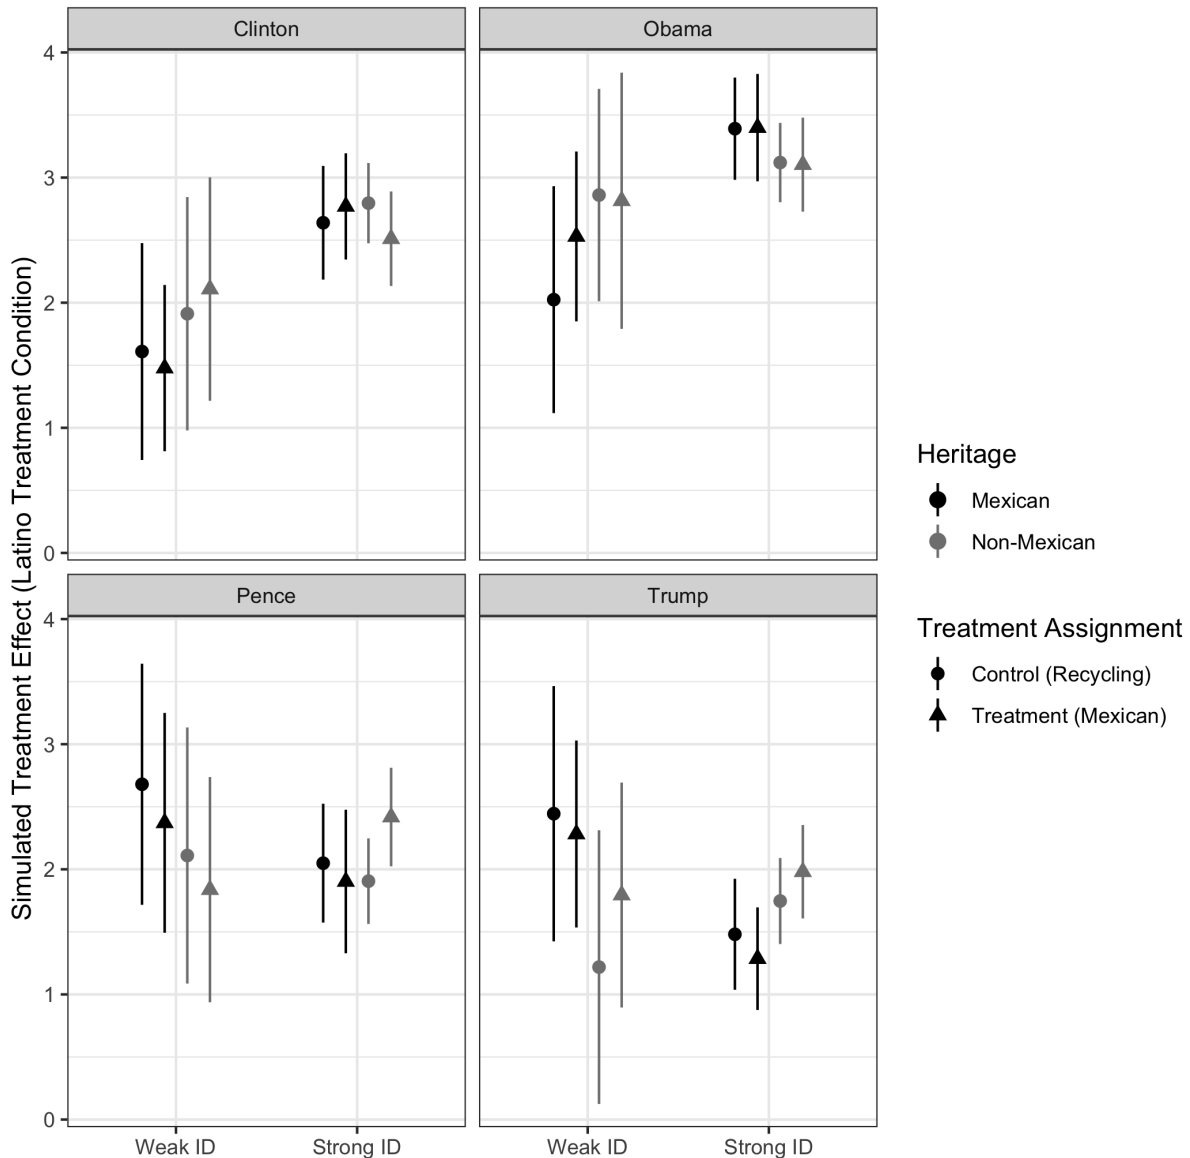 Clinton
Obama
4
3
2
1
0
Pence
Trump
4
3
2
1
0
Weak ID
Strong ID
Weak ID
Strong ID
Simulated Treatment Effect (Latino Treatment Condition)
Heritage
Mexican
Non-Mexican
Treatment Assignment
Control (Recycling)
Treatment (Mexican)